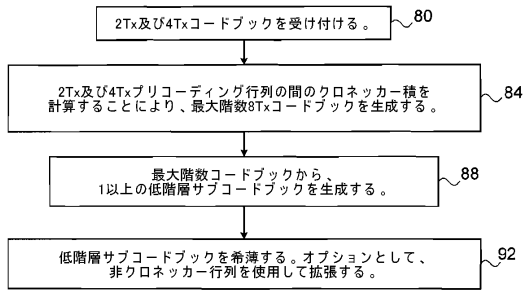 2Tx及び4Txコードブックを受け付ける。
80
2Tx及び4Txプリコーディング行列の間のクロネッカー積を
計算することにより、最大階数8Txコードブックを生成する。
84
最大階数コードブックから、
1以上の低階層サブコードブックを生成する。
88
低階層サブコードブックを希薄する。オプションとして、
非クロネッカー行列を使用して拡張する。
92